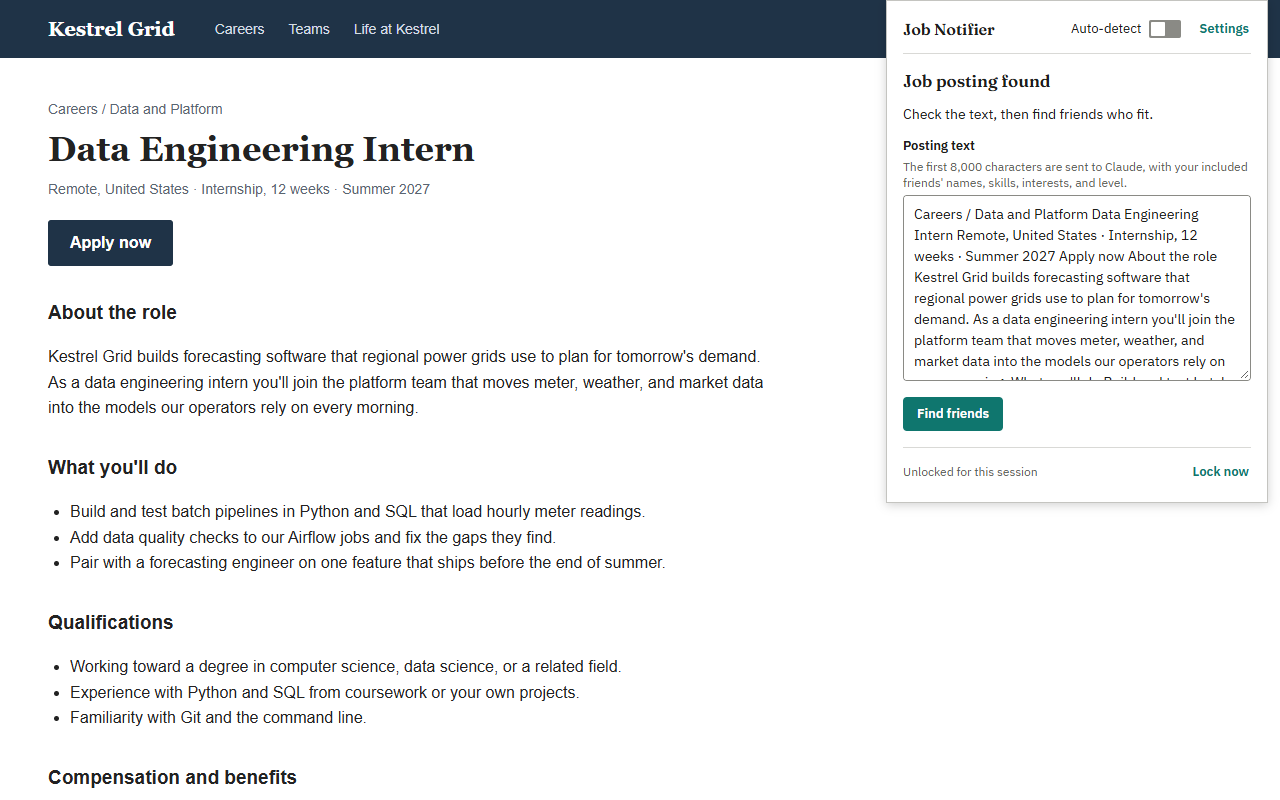 Kestrel Grid
Careers
Teams
Life at Kestrel Grid
Careers / Data and Platform
Data Engineering Intern
Remote, United States · Internship, 12 weeks · Summer 2027
Apply now
About the role
Kestrel Grid builds forecasting software that regional power grids use to plan for tomorrow's demand.
As a data engineering intern you'll join the platform team that moves meter, weather, and market data
into the models our operators rely on every morning.
What you'll do
• Build and test batch pipelines in Python and SQL that load hourly meter readings.
• Add data quality checks to our Airflow jobs and fix the gaps they find.
• Pair with a forecasting engineer on one feature that ships before the end of summer.
Qualifications
• Working toward a degree in computer science, data science, or a related field.
• Experience with Python and SQL from coursework or your own projects.
• Familiarity with Git and the command line.
Compensation and benefits
Job Notifier
Auto-detect
Settings
Job posting found
Check the text, then find friends who fit.
Posting text
The first 8,000 characters are sent to Claude, with your included
friends' names, skills, interests, and level.
Careers / Data and Platform Data Engineering
Intern Remote, United States · Internship, 12
weeks · Summer 2027 Apply now About the role
Kestrel Grid builds forecasting software that
regional power grids use to plan for tomorrow's
demand. As a data engineering intern you'll join the
platform team that moves meter, weather, and
market data into the models our operators rely on
Find friends
Unlocked for this session
Lock now